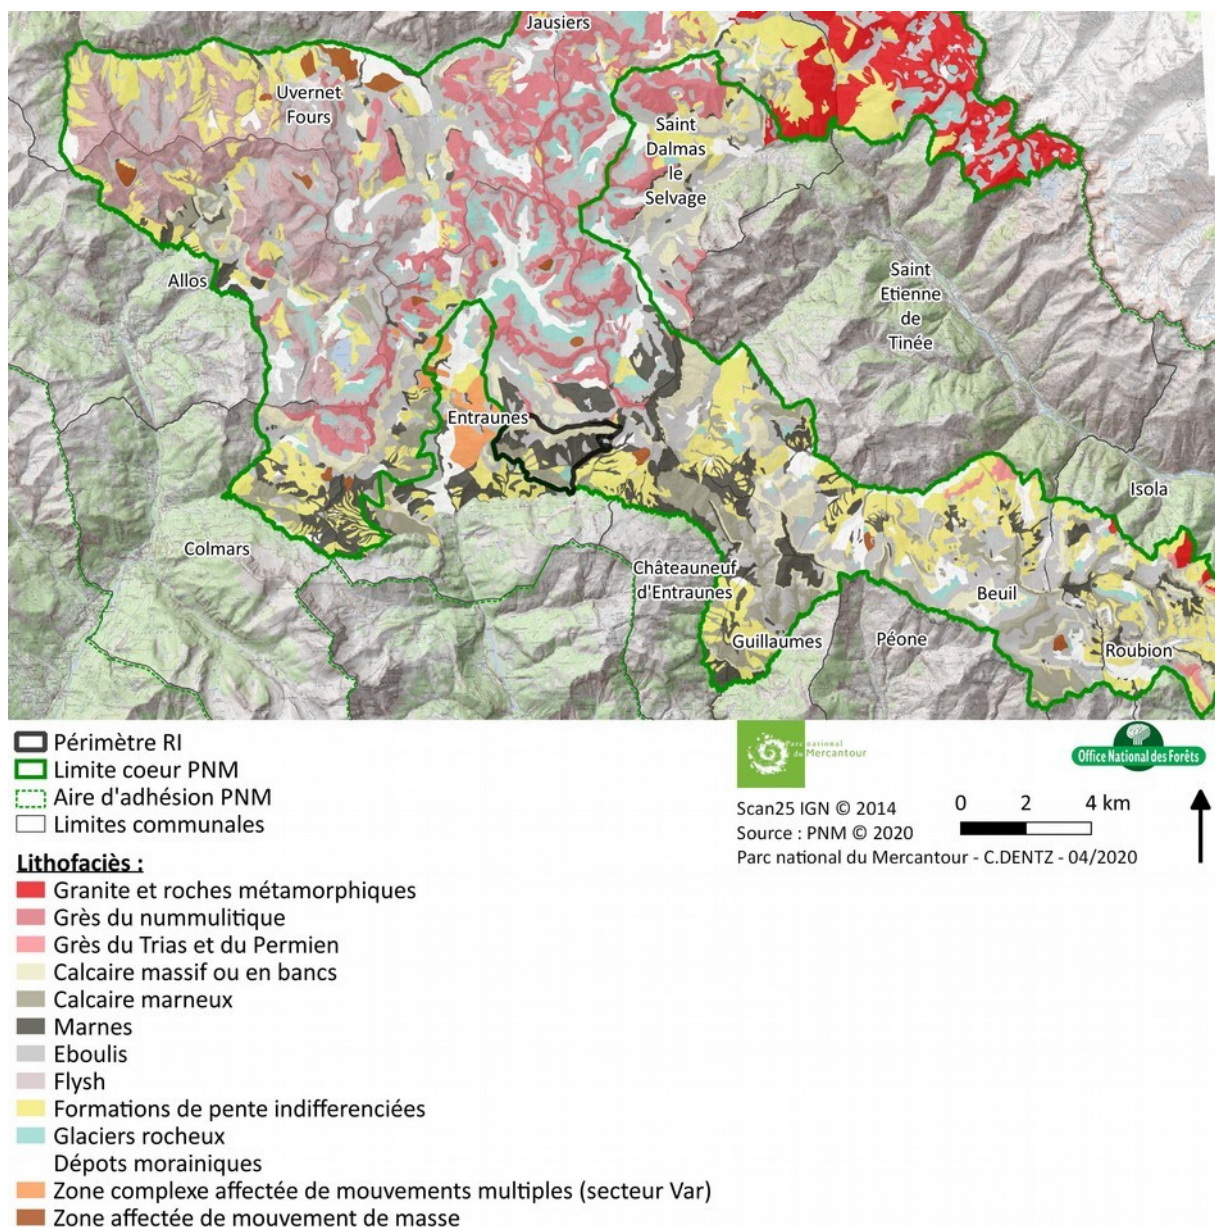 Jausiers
Uvernet
Fours
Saint
Dalmas
le
Selvage
Allos
Saint
Etienne
de
Tinée
Entraunes
Isola
Colmars
Châteauneuf
d'Entraunes
Beuil
Guillaumes
Péone
Roubion
Périmètre RI
Limite coeur PNM
Aire d'adhésion PNM
Limites communales
Parc national
du Mercantour
Office National des Forêts
Scan25 IGN © 2014
Source : PNM © 2020
0 2 4 km
Parc national du Mercantour - C.DENTZ - 04/2020
Lithofaciès :
Granite et roches métamorphiques
Grès du nummulitique
Grès du Trias et du Permien
Calcaire massif ou en bancs
Calcaire marneux
Marnes
Eboulis
Flysh
Formations de pente indifferenciées
Glaciers rocheux
Dépots morainiques
Zone complexe affectée de mouvements multiples (secteur Var)
Zone affectée de mouvement de masse